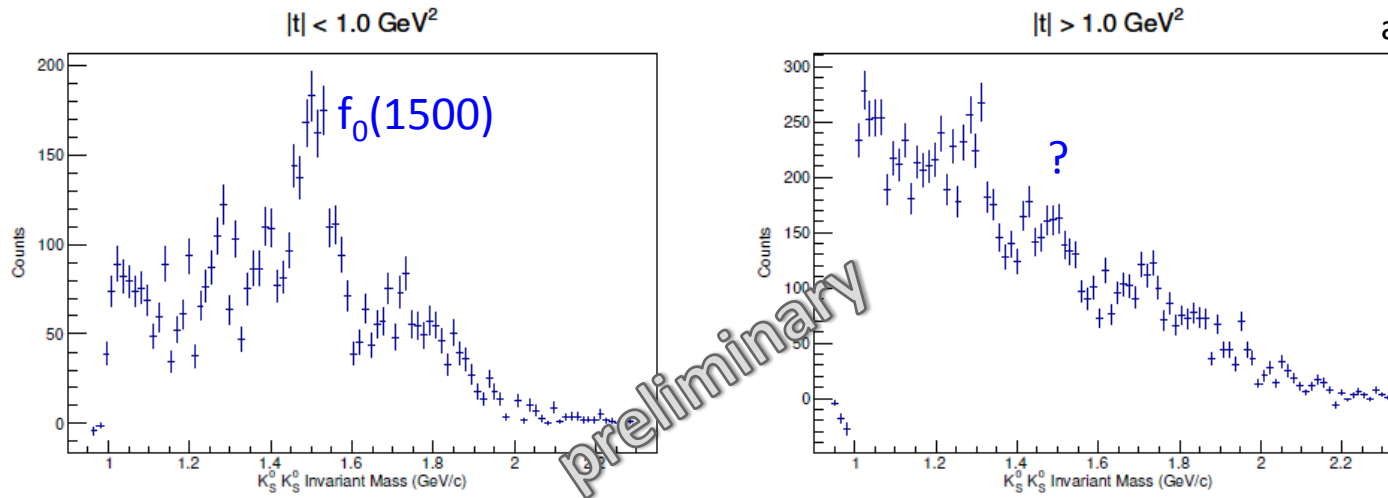 |t| < 1.0 GeV²
200
150
100
50
0
Counts
f₀(1500)
1 1.2 1.4 1.6 1.8 2 2.2
K⁰ₛ K⁰ₛ Invariant Mass (GeV/c)
preliminary
|t| > 1.0 GeV²
a
300
250
200
150
100
50
0
Counts
?
1 1.2 1.4 1.6 1.8 2 2.2
K⁰ₛ K⁰ₛ Invariant Mass (GeV/c)